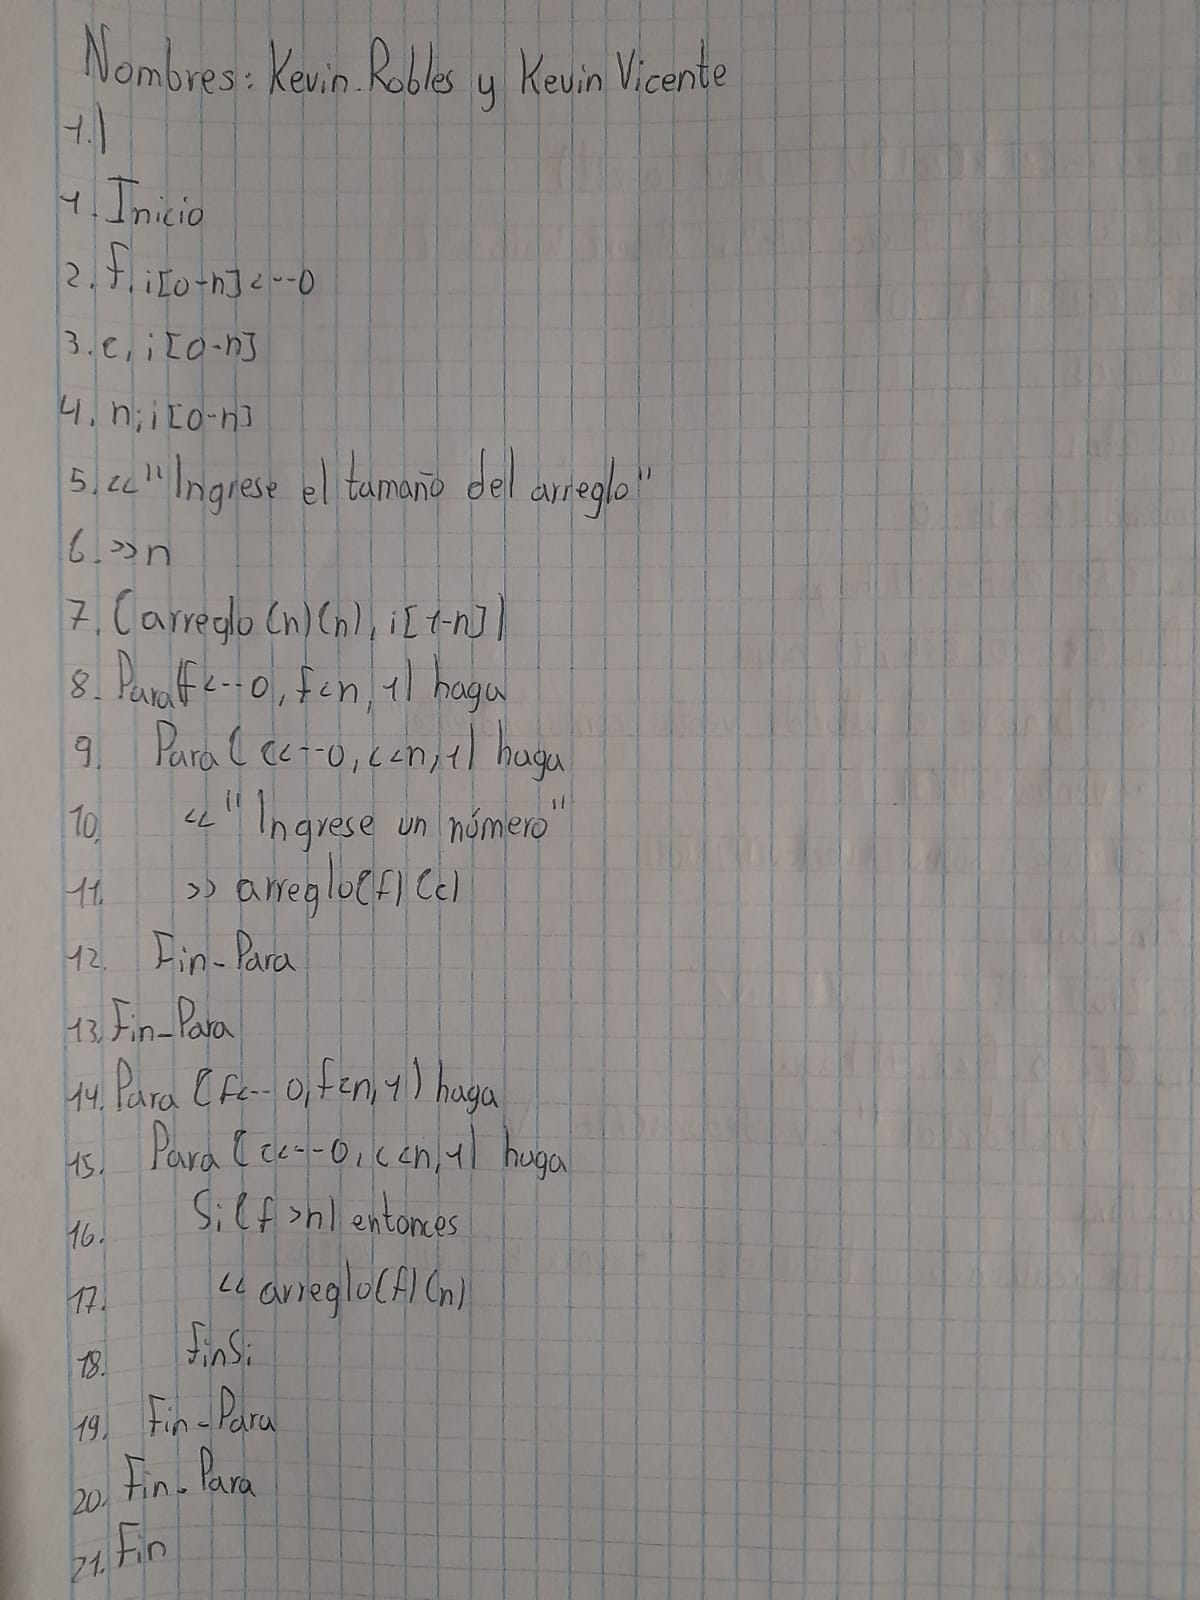 Nombres: Kevin Robles y Kevin Vicente
1.)
1. Inicio
2. f, i[0-n]<--0
3. c, i[0-n]
4. n, i[0-n]
5. <<"Ingrese el tamaño del arreglo"
6. >>n
7. (arreglo(n)(n), i[1-n])
8. Para(f<--0, f<n, 1) haga
9. Para (c<--0, c<n, 1) haga
10. <<"Ingrese un número"
11. >> arreglo(f)(c)
12. Fin-Para
13. Fin-Para
14. Para (f<--0, f<n, 1) haga
15. Para (c<--0, c<n, 1) haga
16. Si(f>n) entonces
17. << arreglo(f)(n)
18. FinSi
19. Fin-Para
20. Fin-Para
21. Fin